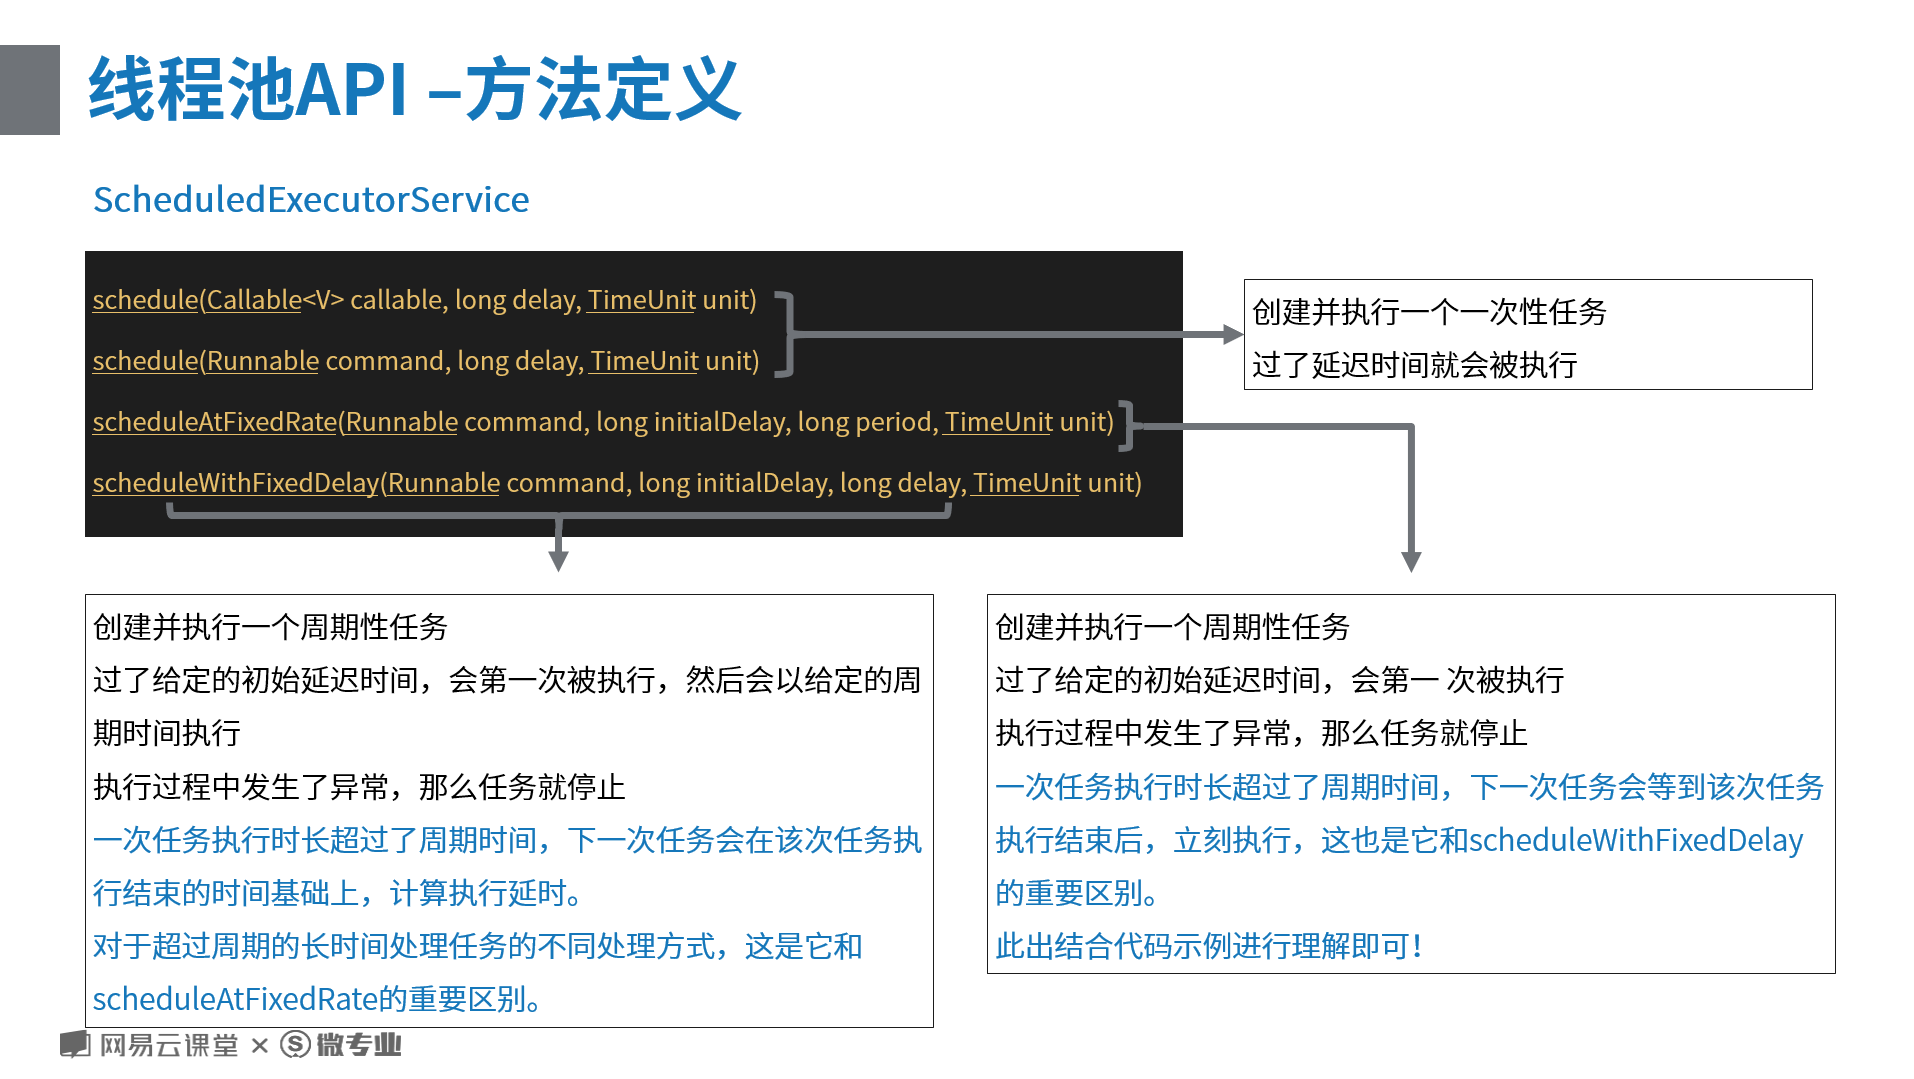 线程池API –方法定义
ScheduledExecutorService
schedule(Callable<V> callable, long delay, TimeUnit unit)
schedule(Runnable command, long delay, TimeUnit unit)
scheduleAtFixedRate(Runnable command, long initialDelay, long period, TimeUnit unit)
scheduleWithFixedDelay(Runnable command, long initialDelay, long delay, TimeUnit unit)
创建并执行一个一次性任务
过了延迟时间就会被执行
创建并执行一个周期性任务
过了给定的初始延迟时间，会第一次被执行，然后会以给定的周
期时间执行
执行过程中发生了异常，那么任务就停止
一次任务执行时长超过了周期时间，下一次任务会在该次任务执
行结束的时间基础上，计算执行延时。
对于超过周期的长时间处理任务的不同处理方式，这是它和
scheduleAtFixedRate的重要区别。
创建并执行一个周期性任务
过了给定的初始延迟时间，会第一 次被执行
执行过程中发生了异常，那么任务就停止
一次任务执行时长超过了周期时间，下一次任务会等到该次任务
执行结束后，立刻执行，这也是它和scheduleWithFixedDelay
的重要区别。
此出结合代码示例进行理解即可！
网易云课堂 × S 微专业